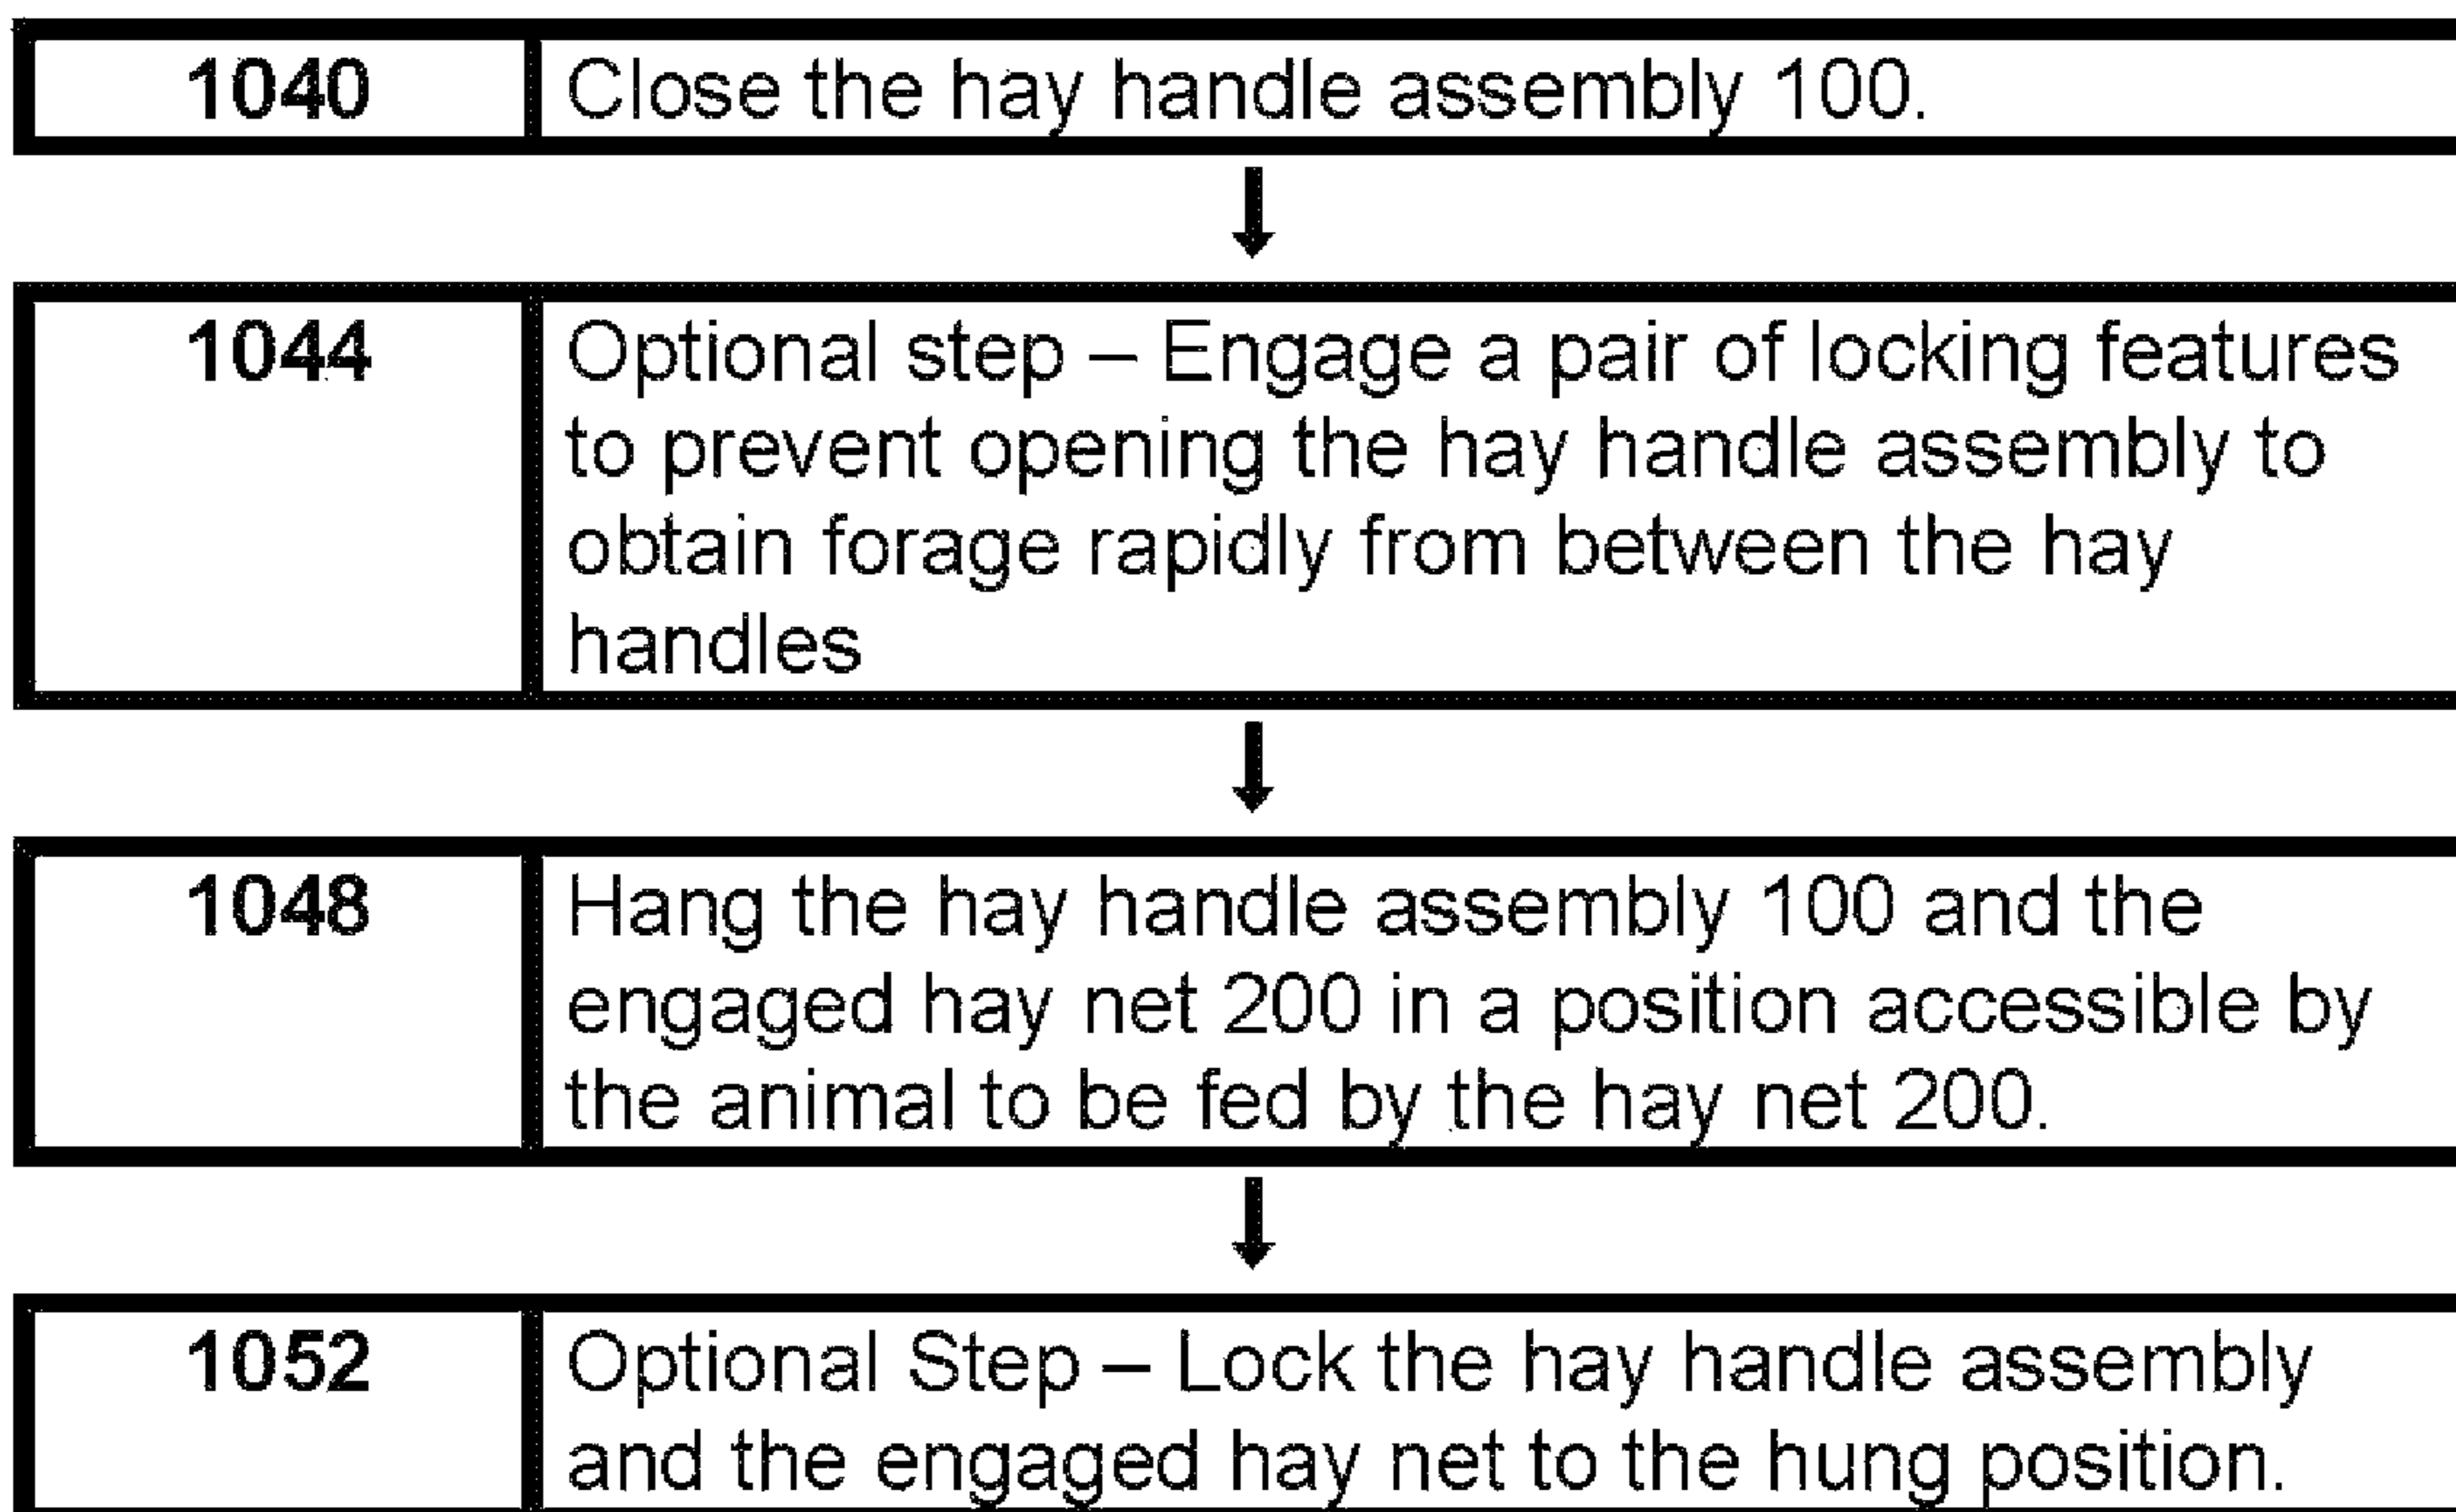 1040 Close the hay handle assembly 100.
1044 Optional step – Engage a pair of locking features
to prevent opening the hay handle assembly to
obtain forage rapidly from between the hay
handles
1048 Hang the hay handle assembly 100 and the
engaged hay net 200 in a position accessible by
the animal to be fed by the hay net 200.
1052 Optional Step – Lock the hay handle assembly
and the engaged hay net to the hung position.